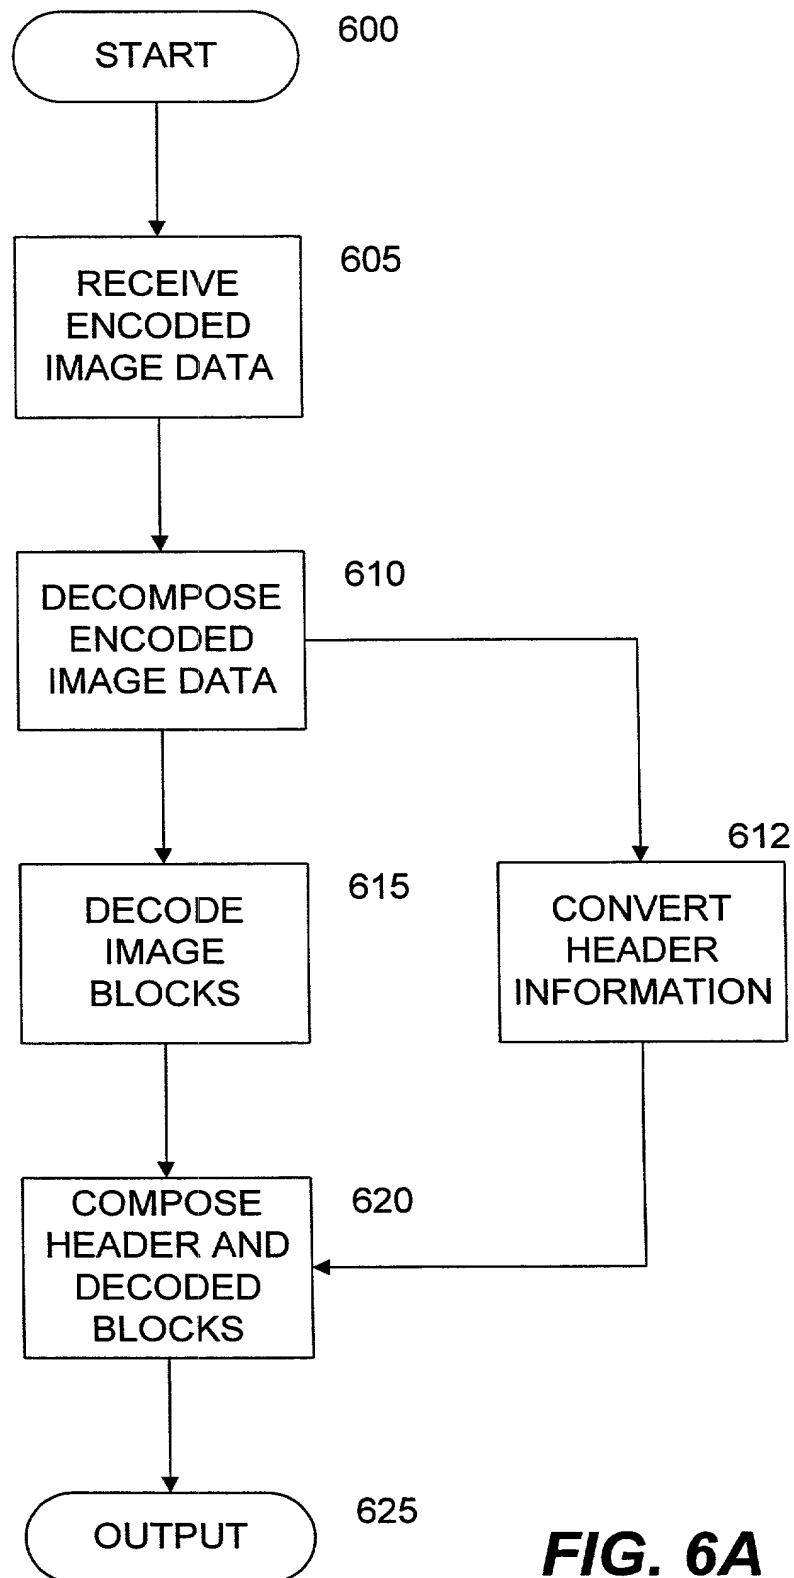 START
600
RECEIVE
ENCODED
IMAGE DATA
605
DECOMPOSE
ENCODED
IMAGE DATA
610
DECODE
IMAGE
BLOCKS
615
CONVERT
HEADER
INFORMATION
612
COMPOSE
HEADER AND
DECODED
BLOCKS
620
OUTPUT
625
FIG. 6A